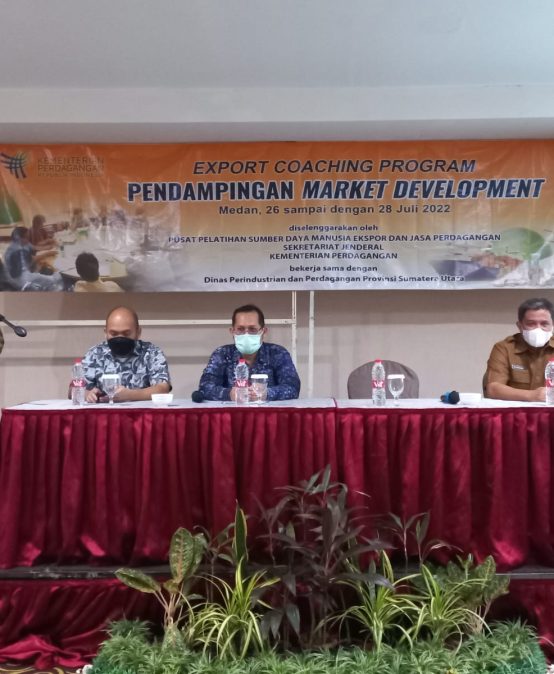 KEMENTERIAN
PERDAGANGAN
REPUBLIK INDONESIA
EXPORT COACHING PROGRAM
PENDAMPINGAN MARKET DEVELOPMENT
Medan, 26 sampai dengan 28 Juli 2022
diselenggarakan oleh
PUSAT PELATIHAN SUMBER DAYA MANUSIA EKSPOR DAN JASA PERDAGANGAN
SEKRETARIAT JENDERAL
KEMENTERIAN PERDAGANGAN
bekerja sama dengan
Dinas Perindustrian dan Perdagangan Provinsi Sumatera Utara